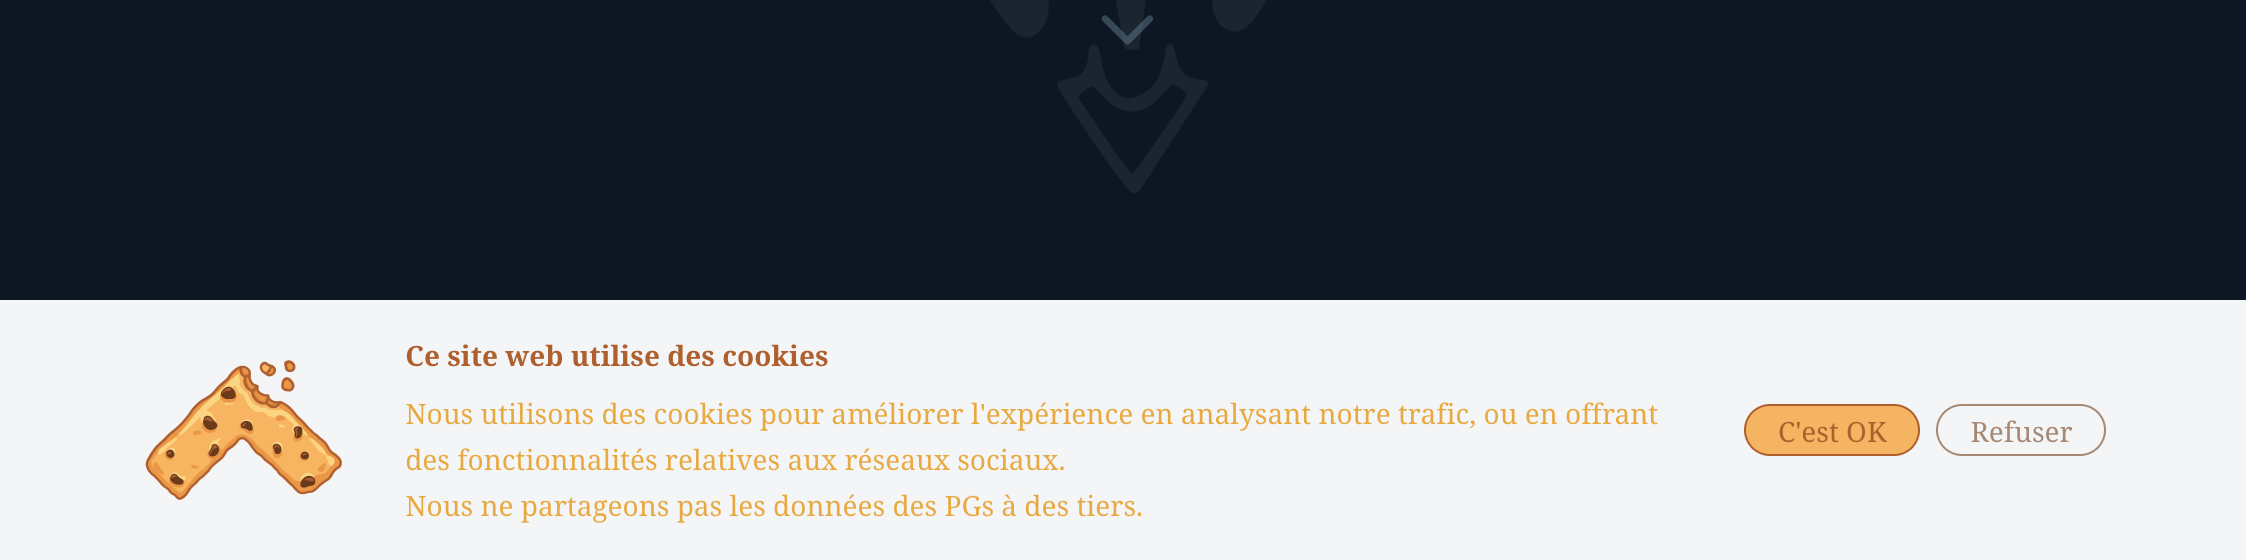 Ce site web utilise des cookies
Nous utilisons des cookies pour améliorer l'expérience en analysant notre trafic, ou en offrant
des fonctionnalités relatives aux réseaux sociaux.
Nous ne partageons pas les données des PGs à des tiers.
C'est OK
Refuser